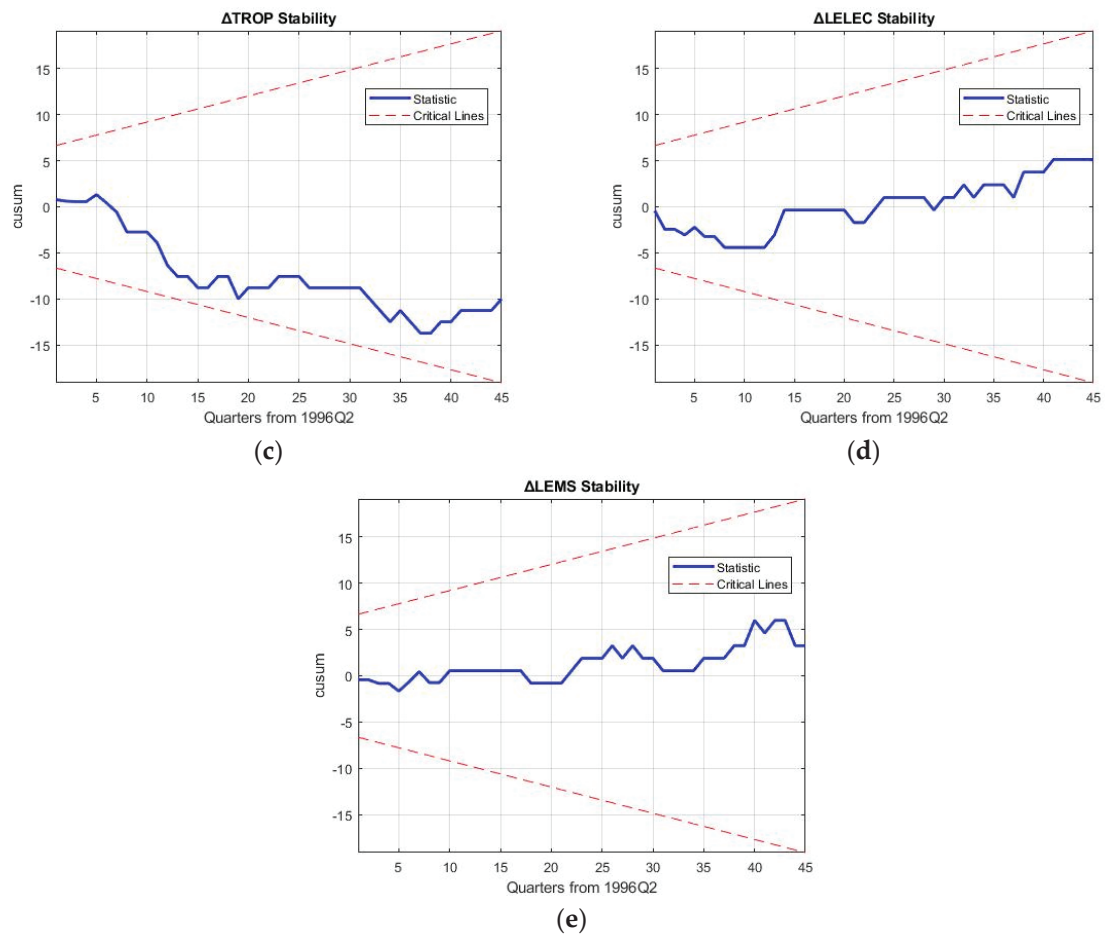 ΔTROP Stability
15
10
5
0
-5
-10
-15
cusum
Statistic
Critical Lines
5 10 15 20 25 30 35 40 45
Quarters from 1996Q2
(c)
ΔLELEC Stability
15
10
5
0
-5
-10
-15
cusum
Statistic
Critical Lines
5 10 15 20 25 30 35 40 45
Quarters from 1996Q2
(d)
ΔLEMS Stability
15
10
5
0
-5
-10
-15
cusum
Statistic
Critical Lines
5 10 15 20 25 30 35 40 45
Quarters from 1996Q2
(e)